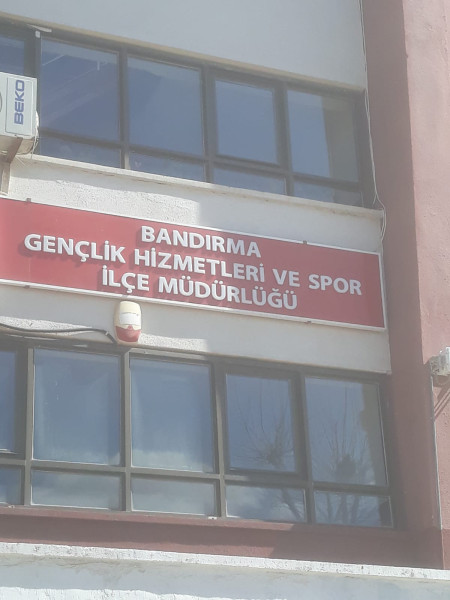 BEKO
BANDIRMA
GENÇLİK HİZMETLERİ VE SPOR
İLÇE MÜDÜRLÜĞÜ